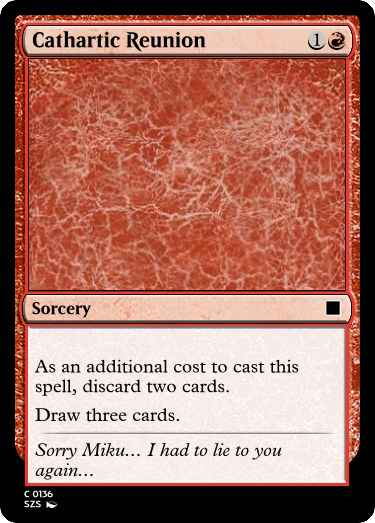 Cathartic Reunion 1
Sorcery
As an additional cost to cast this
spell, discard two cards.
Draw three cards.
Sorry Miku... I had to lie to you
again...
C 0136
SZS